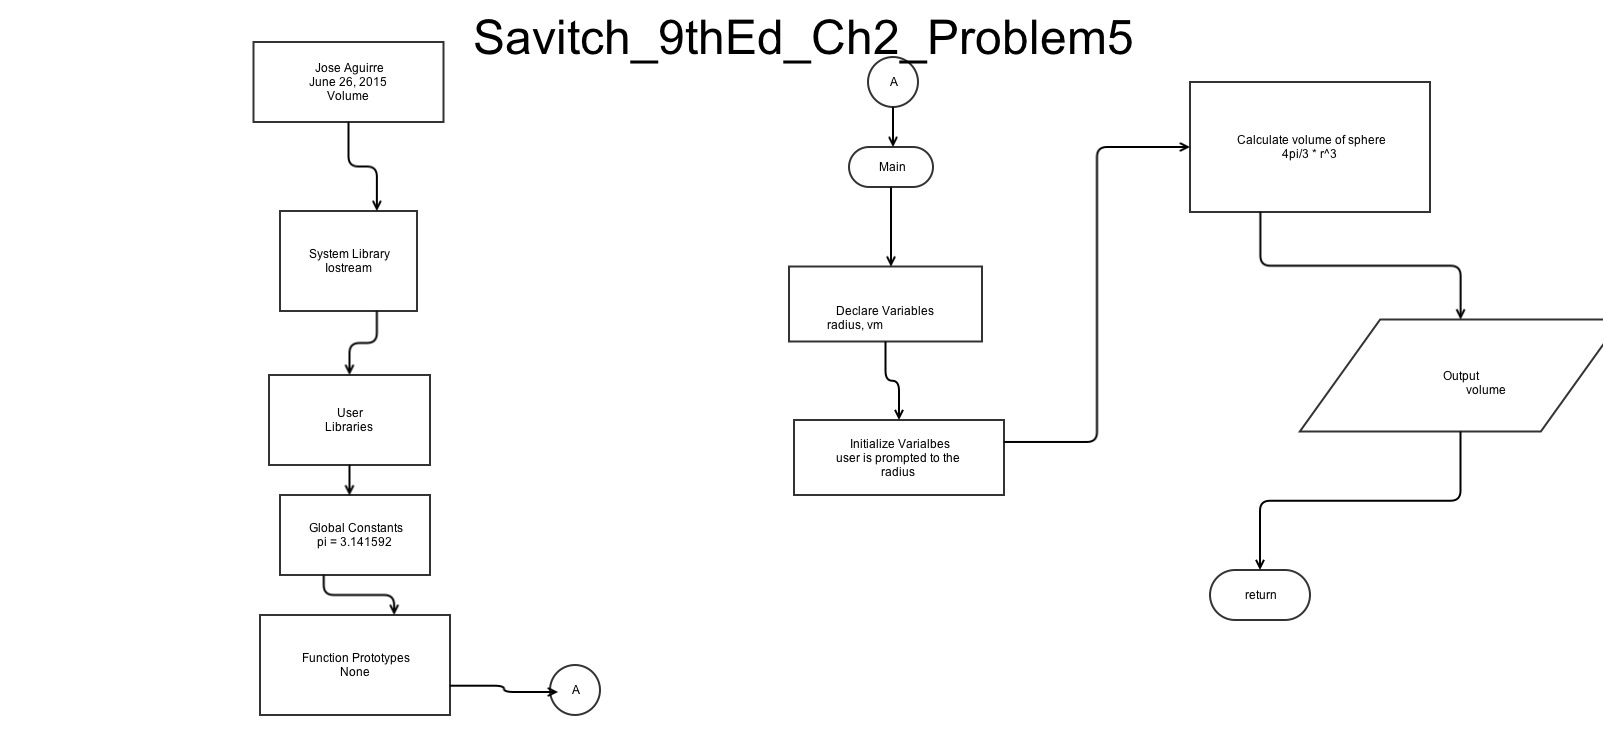 Savitch_9thEd_Ch2_Problem5
Jose Aguirre
June 26, 2015
Volume
System Library
Iostream
User
Libraries
Global Constants
pi = 3.141592
Function Prototypes
None
A
A
Main
Declare Variables
radius, vm
Initialize Varialbes
user is prompted to the
radius
Calculate volume of sphere
4pi/3 * r^3
Output
volume
return